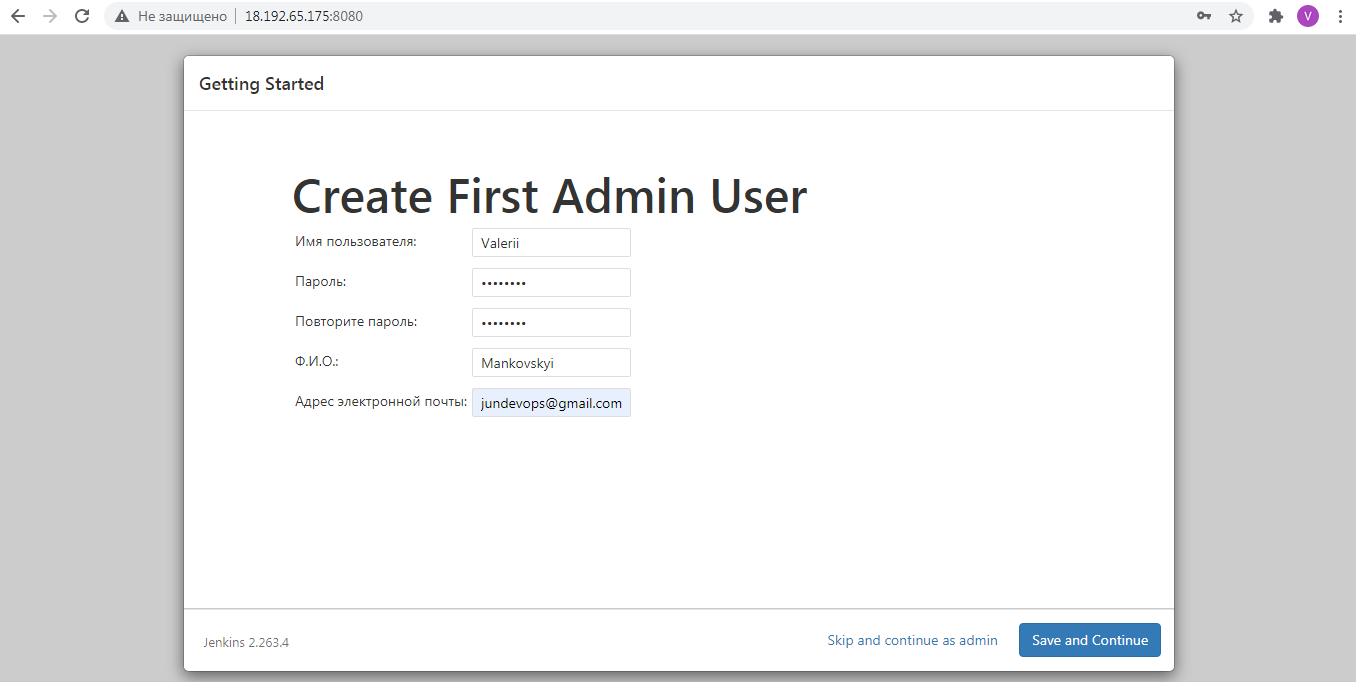 Не защищено 18.192.65.175:8080
V
Getting Started
Create First Admin User
Имя пользователя: Valerii
Пароль: ••••••••
Повторите пароль: ••••••••
Ф.И.О.: Mankovskyi
Адрес электронной почты: jundevops@gmail.com
Jenkins 2.263.4 Skip and continue as admin Save and Continue